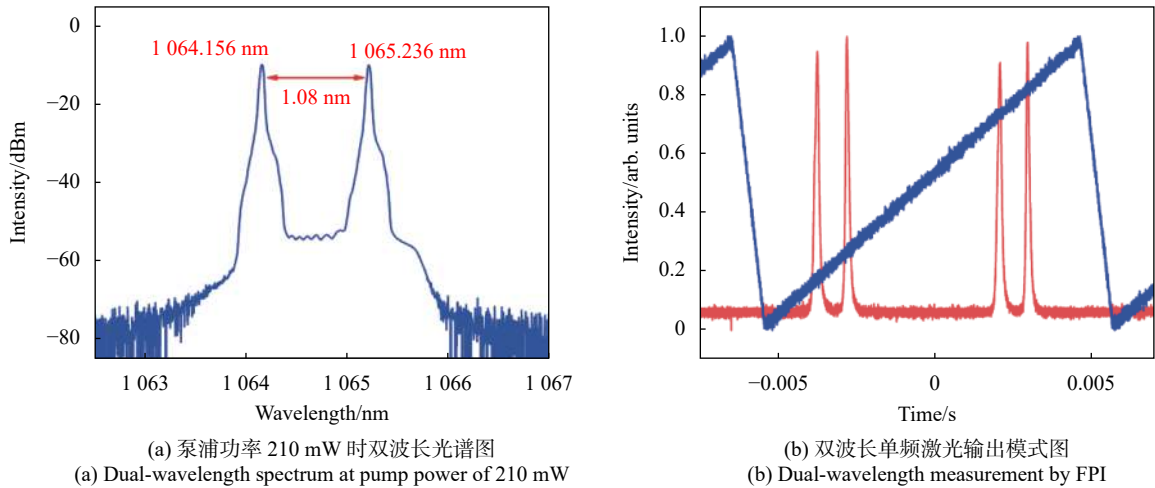 1 064.156 nm
1 065.236 nm
1.08 nm
Intensity/dBm
0
−20
−40
−60
−80
1 063
1 064
1 065
1 066
1 067
Wavelength/nm
(a) 泵浦功率 210 mW 时双波长光谱图
(a) Dual-wavelength spectrum at pump power of 210 mW
Intensity/arb. units
1.0
0.8
0.6
0.4
0.2
0
−0.005
0
0.005
Time/s
(b) 双波长单频激光输出模式图
(b) Dual-wavelength measurement by FPI